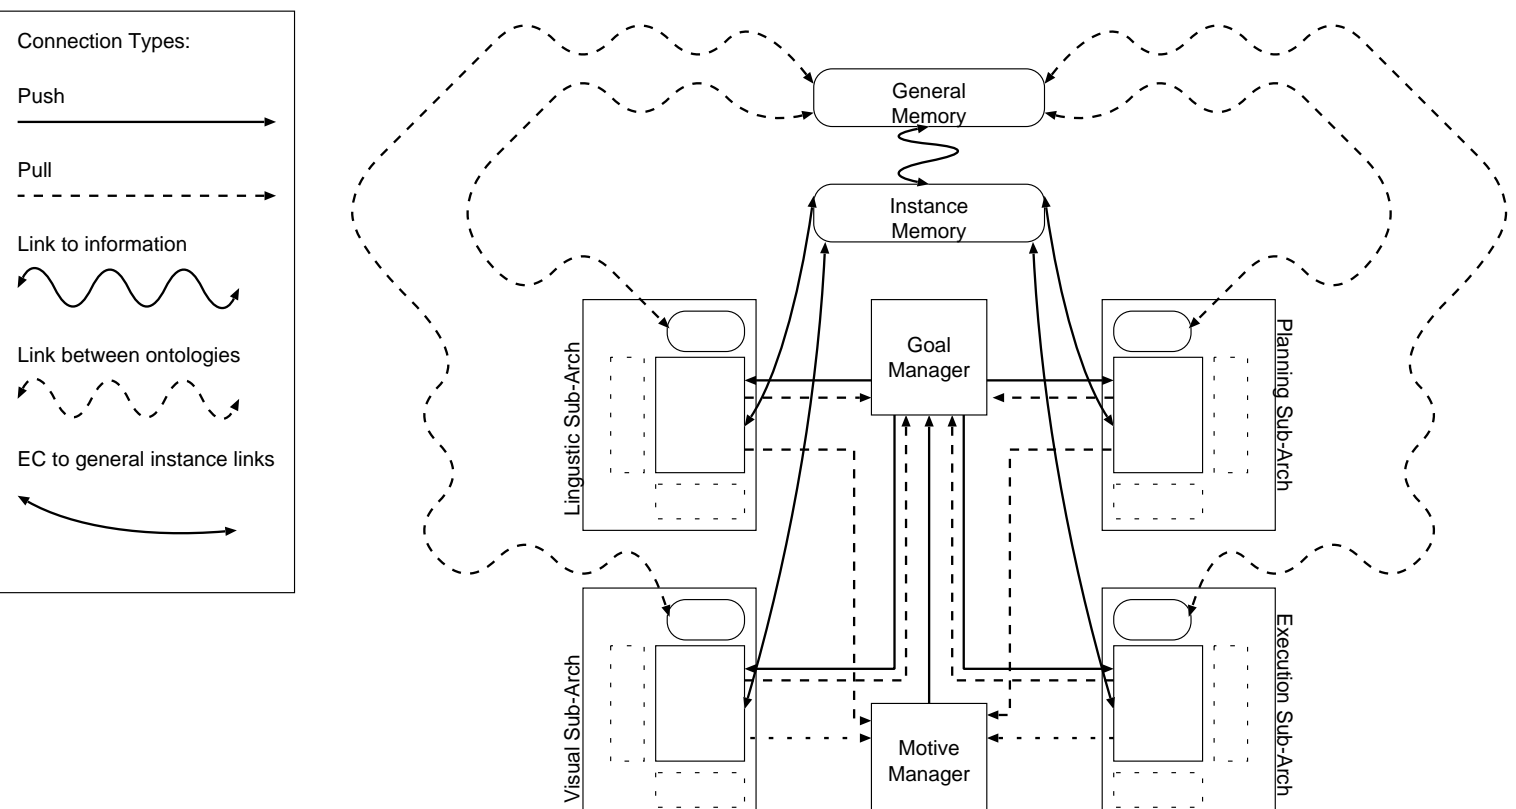 Connection Types:
Push
Pull
Link to information
Link between ontologies
EC to general instance links
General
Memory
Instance
Memory
Goal
Manager
Lingustic Sub-Arch
Planning Sub-Arch
Visual Sub-Arch
Motive
Manager
Execution Sub-Arch